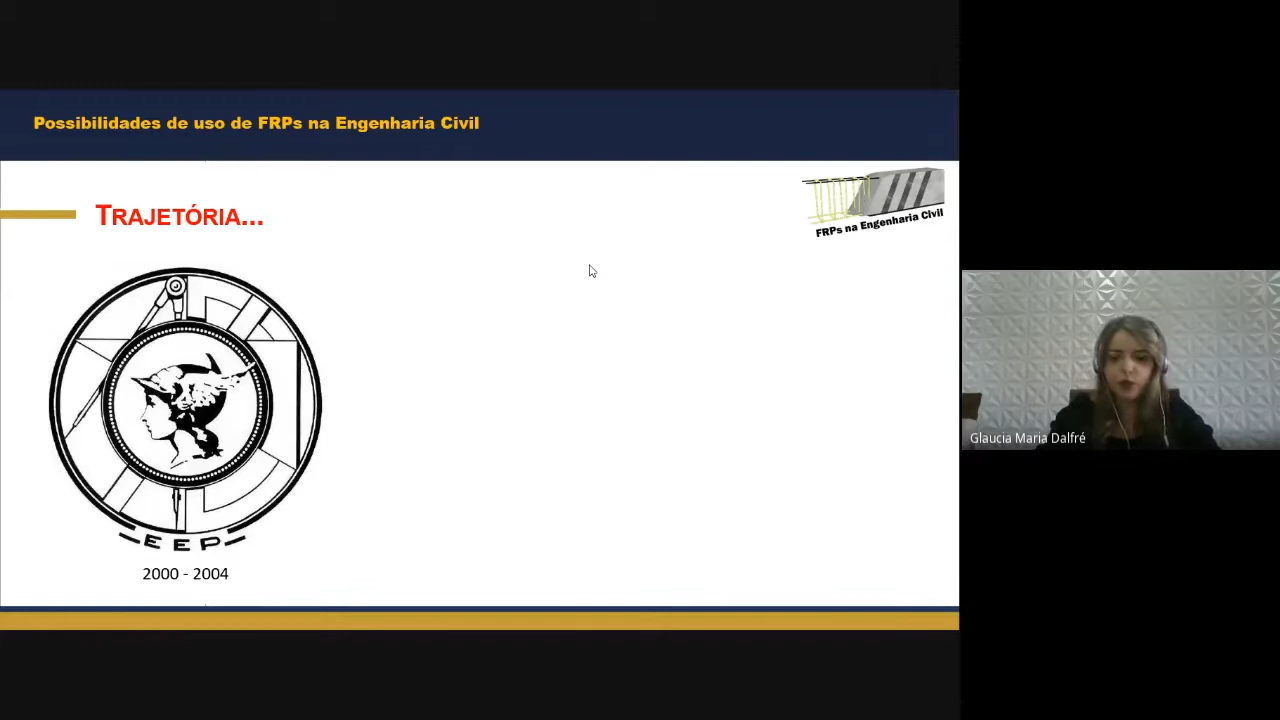 Possibilidades de uso de FRPs na Engenharia Civil
TRAJETÓRIA...
FRPs na Engenharia Civil
EEP
2000 - 2004
Glaucia Maria Dalfré